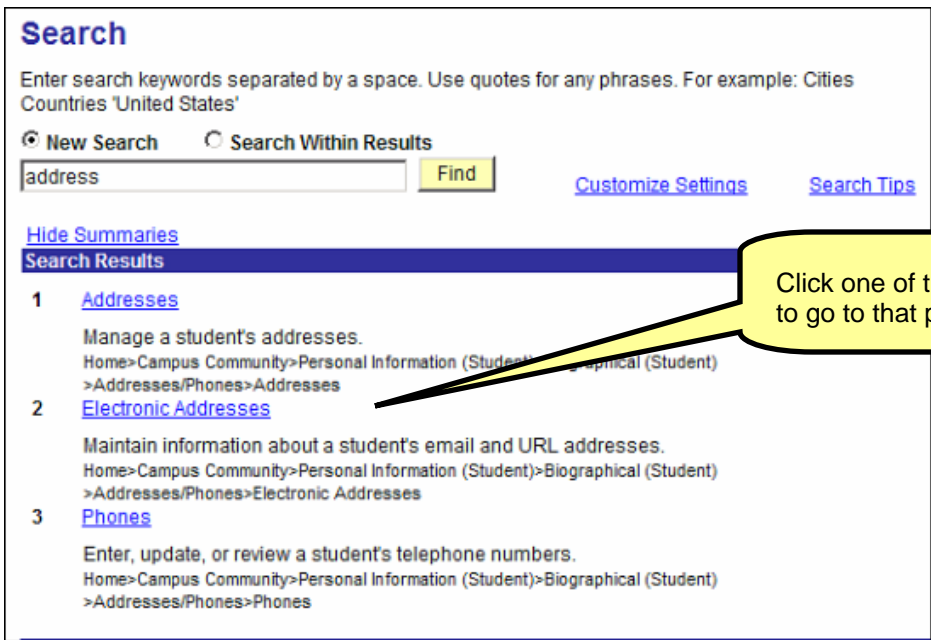 Search
Enter search keywords separated by a space. Use quotes for any phrases. For example: Cities
Countries 'United States'
New Search Search Within Results
address Find Customize Settings Search Tips
Hide Summaries
Search Results
Click one of
to go to that
1 Addresses
Manage a student's addresses.
Home>Campus Community>Personal Information (Student)>Biographical (Student)
>Addresses/Phones>Addresses
2 Electronic Addresses
Maintain information about a student's email and URL addresses.
Home>Campus Community>Personal Information (Student)>Biographical (Student)
>Addresses/Phones>Electronic Addresses
3 Phones
Enter, update, or review a student's telephone numbers.
Home>Campus Community>Personal Information (Student)>Biographical (Student)
>Addresses/Phones>Phones